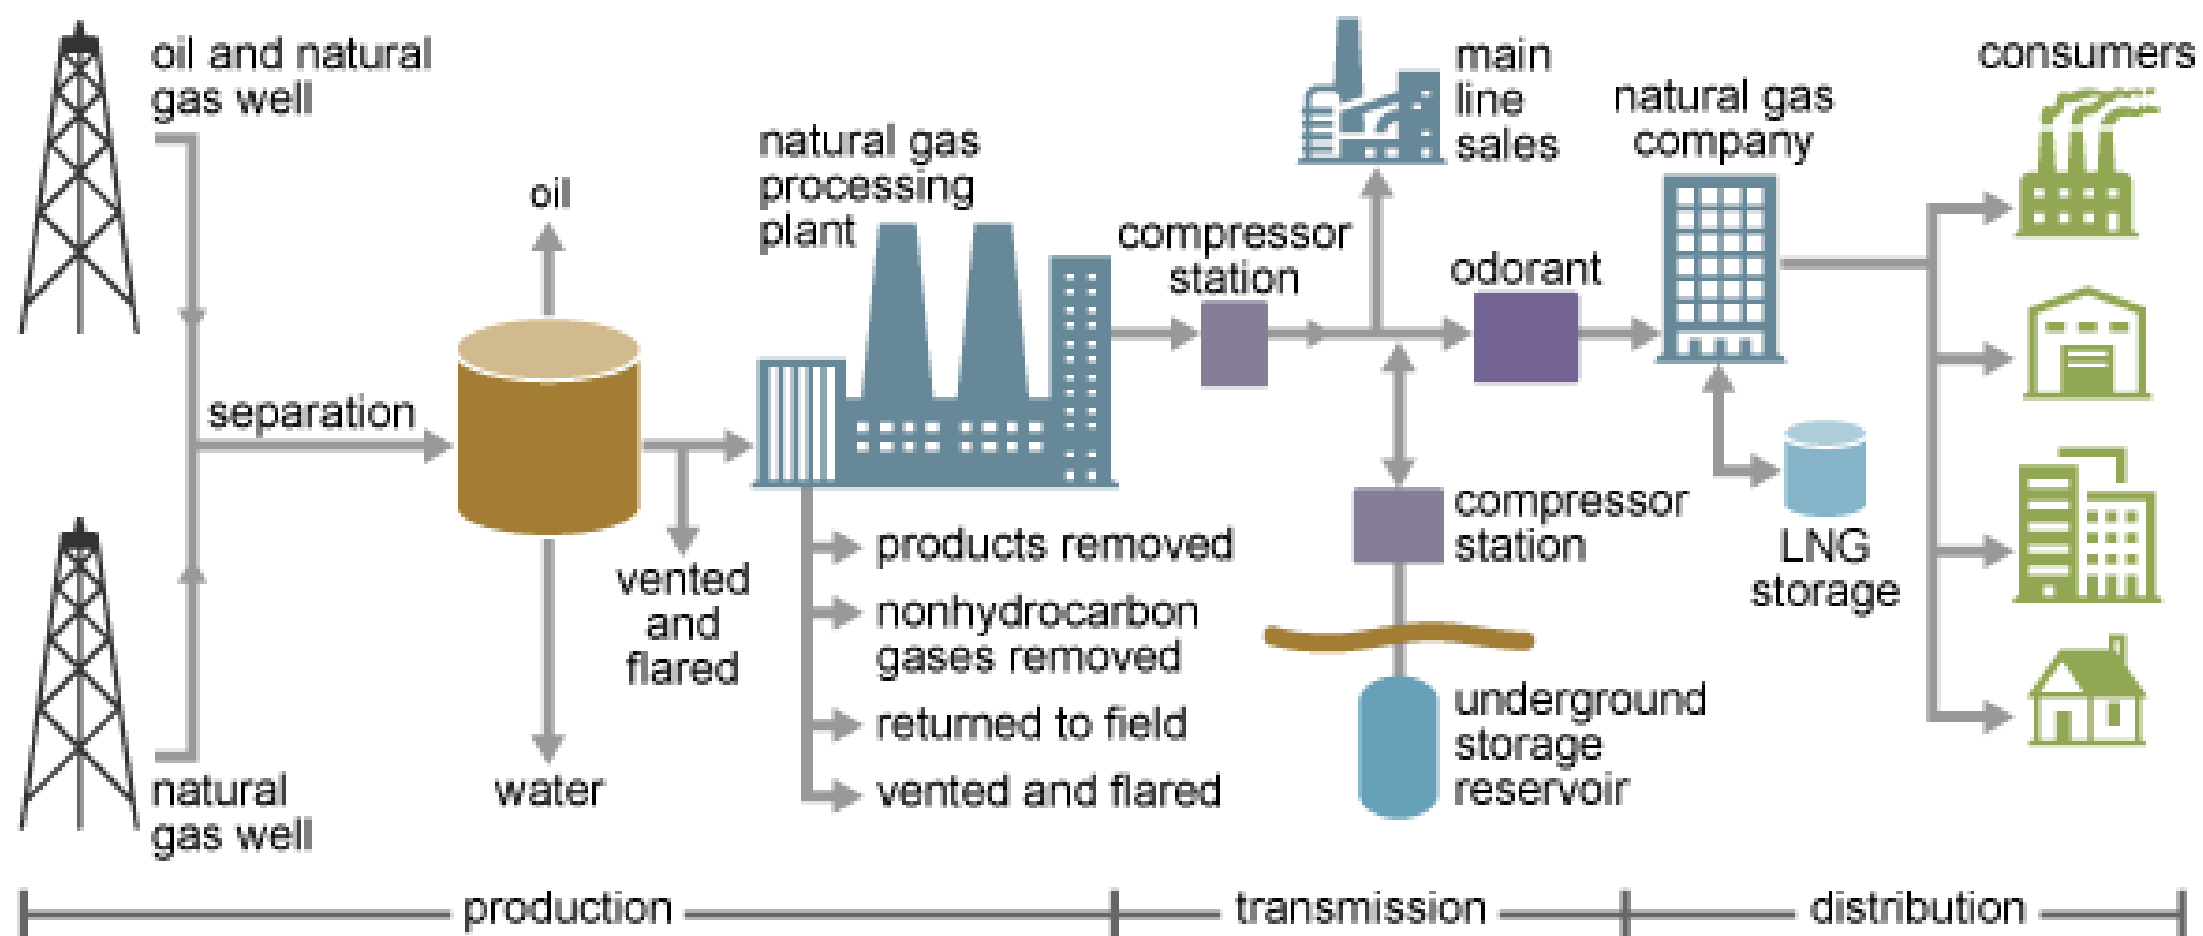 oil and natural
gas well
oil
separation
natural
gas well
water
vented
and
flared
natural gas
processing
plant
products removed
nonhydrocarbon
gases removed
returned to field
vented and flared
compressor
station
main
line
sales
odorant
compressor
station
underground
storage
reservoir
natural gas
company
LNG
storage
consumers
production
transmission
distribution